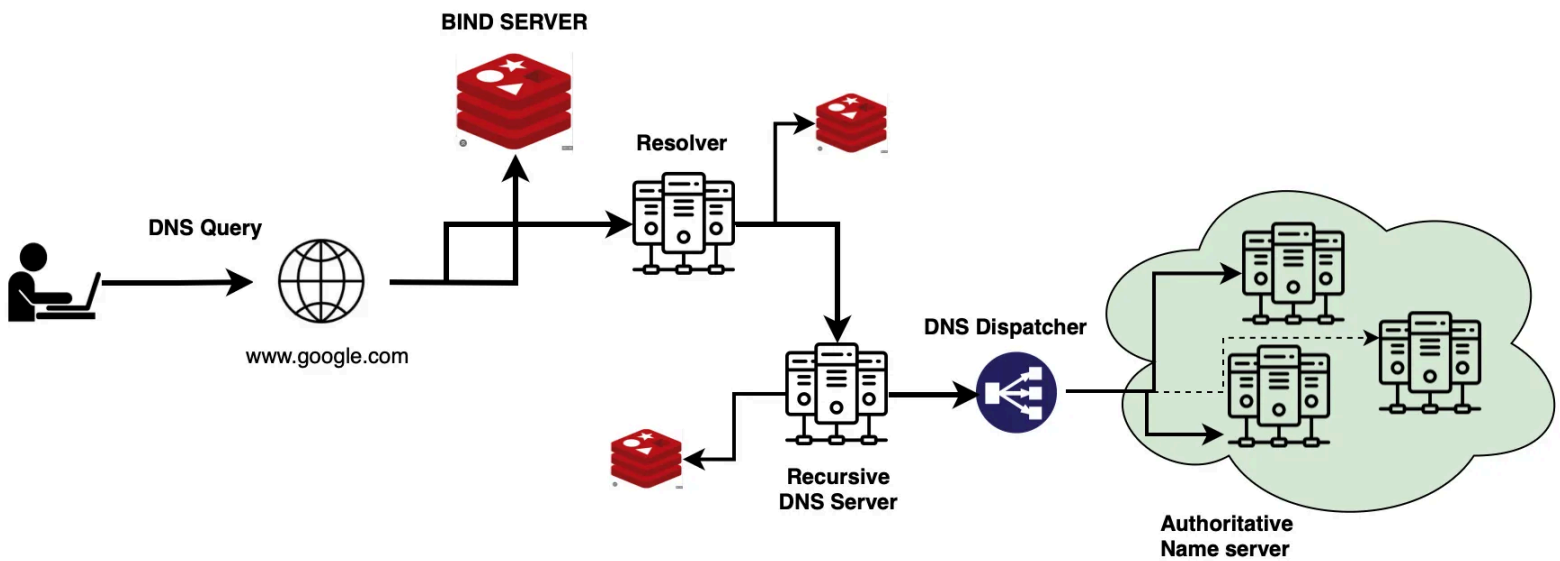 BIND SERVER
Resolver
DNS Query
www.google.com
DNS Dispatcher
Recursive
DNS Server
Authoritative
Name server